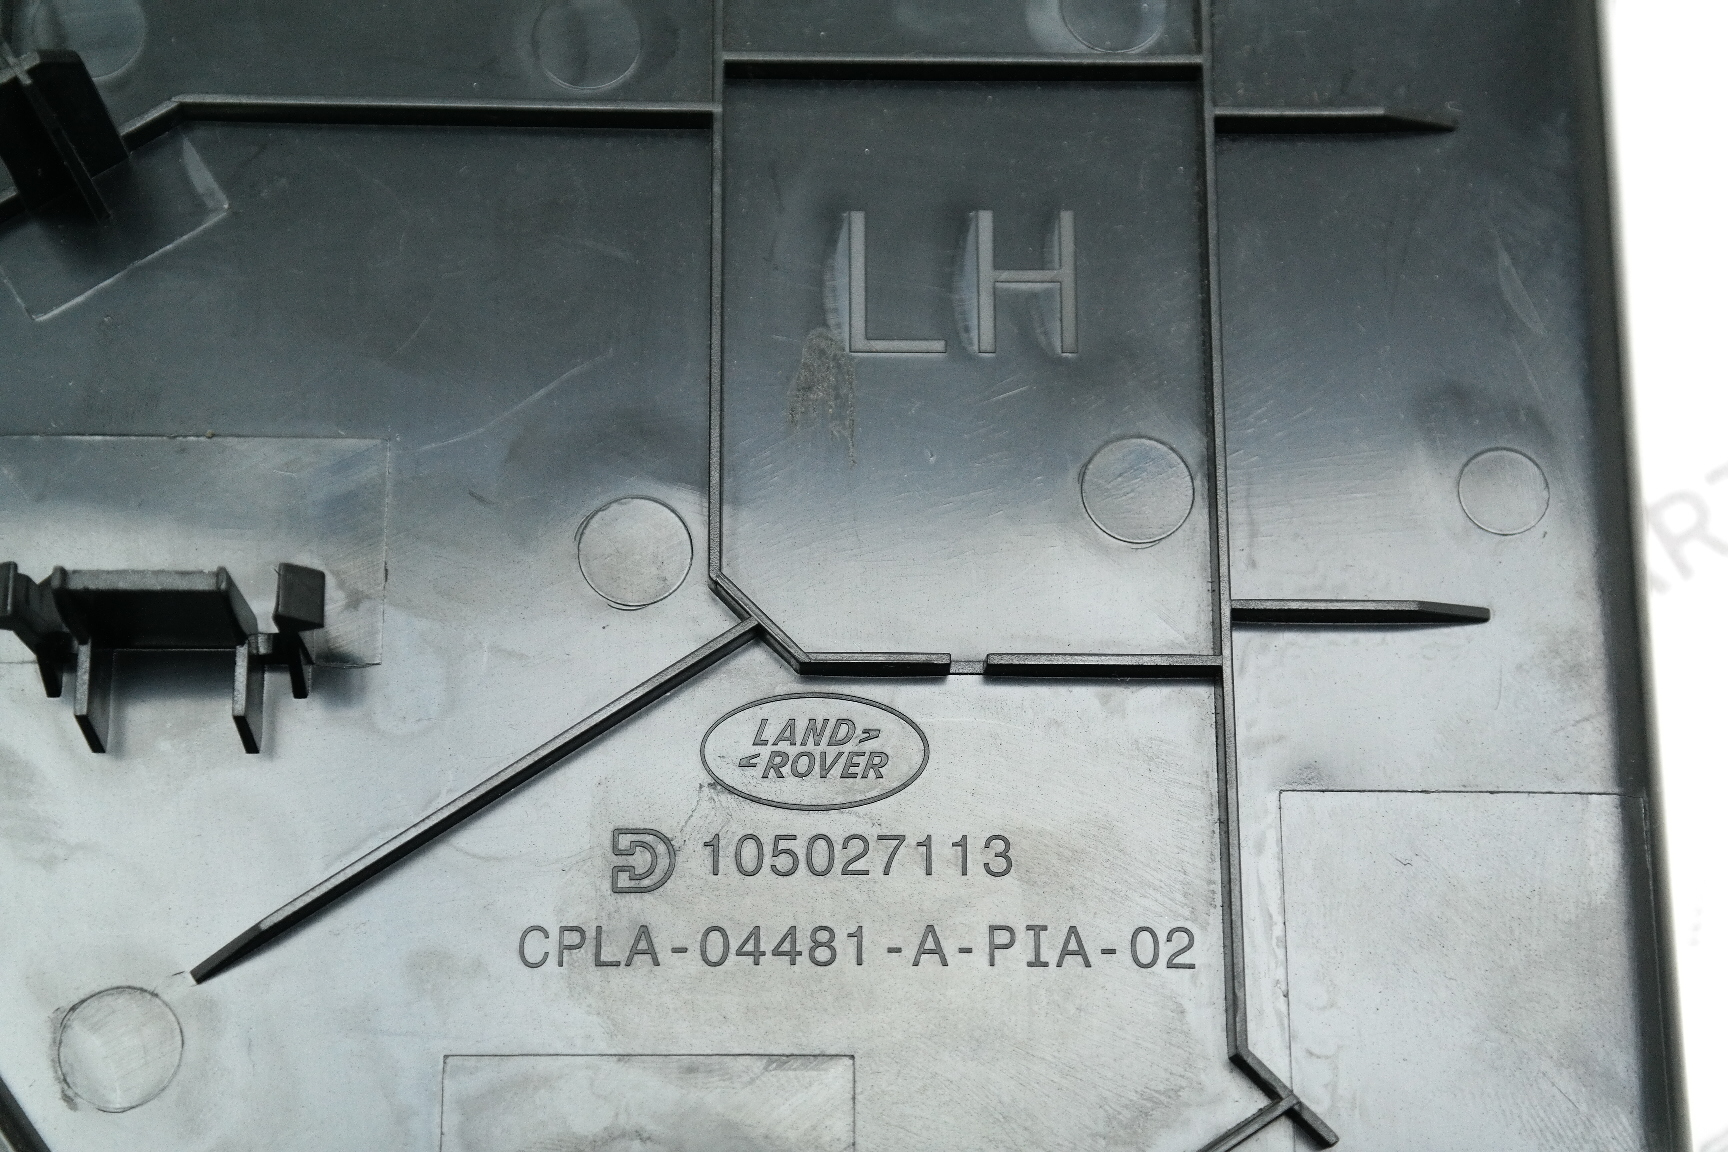 LH
LAND
ROVER
105027113
CPLA-04481-A-PIA-02